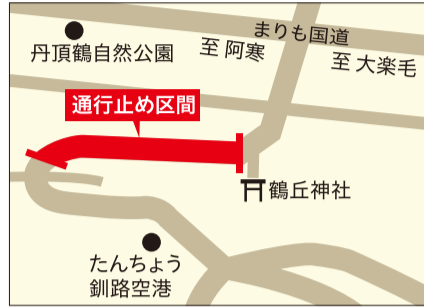 まりも国道
丹頂鶴自然公園
至 阿寒
至 大楽毛
通行止め区間
鶴丘神社
たんちょう
釧路空港